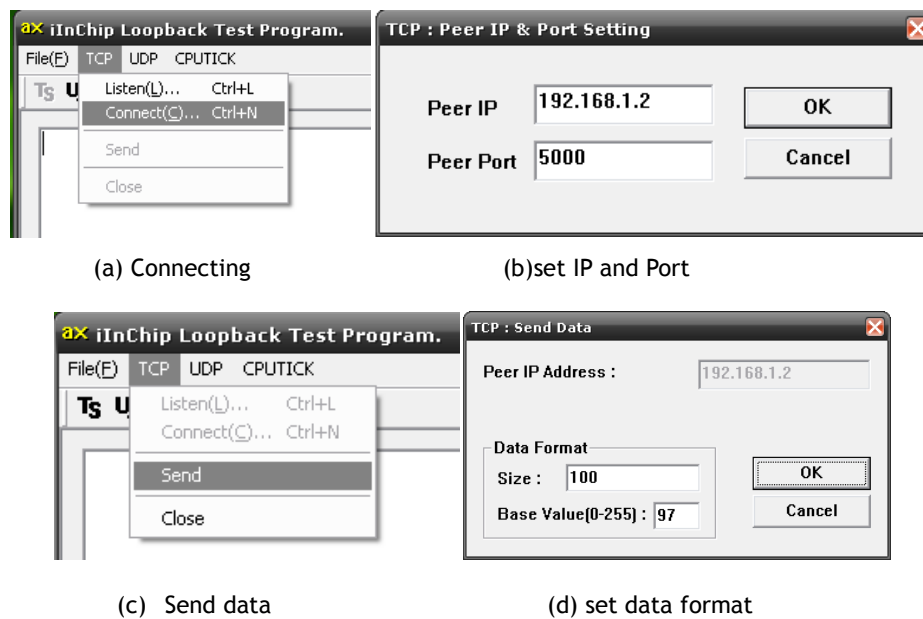 ax iInChip Loopback Test Program.
File(F) TCP UDP CPUTICK
Ts U
Listen(L)... Ctrl+L
Connect(C)... Ctrl+N
Send
Close
TCP : Peer IP & Port Setting
Peer IP 192.168.1.2
OK
Peer Port 5000
Cancel
(a) Connecting
(b)set IP and Port
ax iInChip Loopback Test Program.
File(F) TCP UDP CPUTICK
Ts U
Listen(L)... Ctrl+L
Connect(C)... Ctrl+N
Send
Close
TCP : Send Data
Peer IP Address : 192.168.1.2
Data Format
Size : 100
Base Value(0-255) : 97
OK
Cancel
(c) Send data
(d) set data format